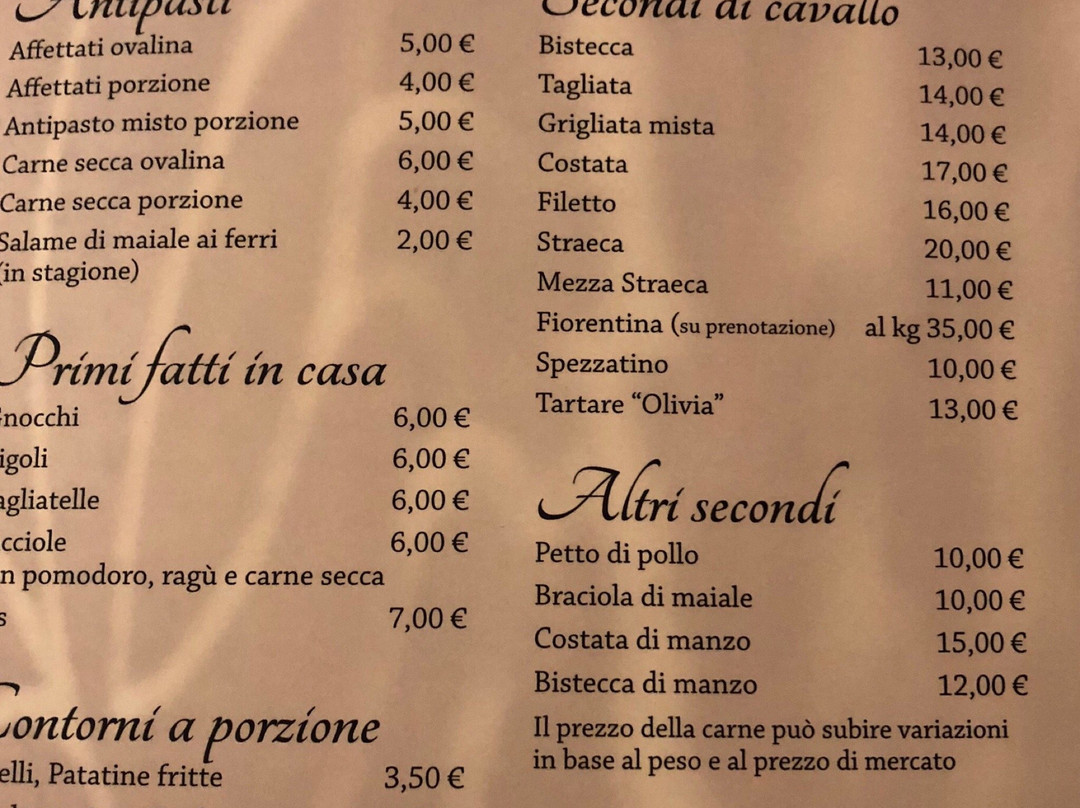 Antipasti
Affettati ovalina 5,00 €
Affettati porzione 4,00 €
Antipasto misto porzione 5,00 €
Carne secca ovalina 6,00 €
Carne secca porzione 4,00 €
Salame di maiale ai ferri 2,00 €
(in stagione)
Primi fatti in casa
Gnocchi 6,00 €
igoli 6,00 €
agliatelle 6,00 €
cciole 6,00 €
n pomodoro, ragù e carne secca
s 7,00 €
Contorni a porzione
elli, Patatine fritte 3,50 €
Secondi di cavallo
Bistecca 13,00 €
Tagliata 14,00 €
Grigliata mista 14,00 €
Costata 17,00 €
Filetto 16,00 €
Straeca 20,00 €
Mezza Straeca 11,00 €
Fiorentina (su prenotazione) al kg 35,00 €
Spezzatino 10,00 €
Tartare “Olivia” 13,00 €
Altri secondi
Petto di pollo 10,00 €
Braciola di maiale 10,00 €
Costata di manzo 15,00 €
Bistecca di manzo 12,00 €
Il prezzo della carne può subire variazioni
in base al peso e al prezzo di mercato